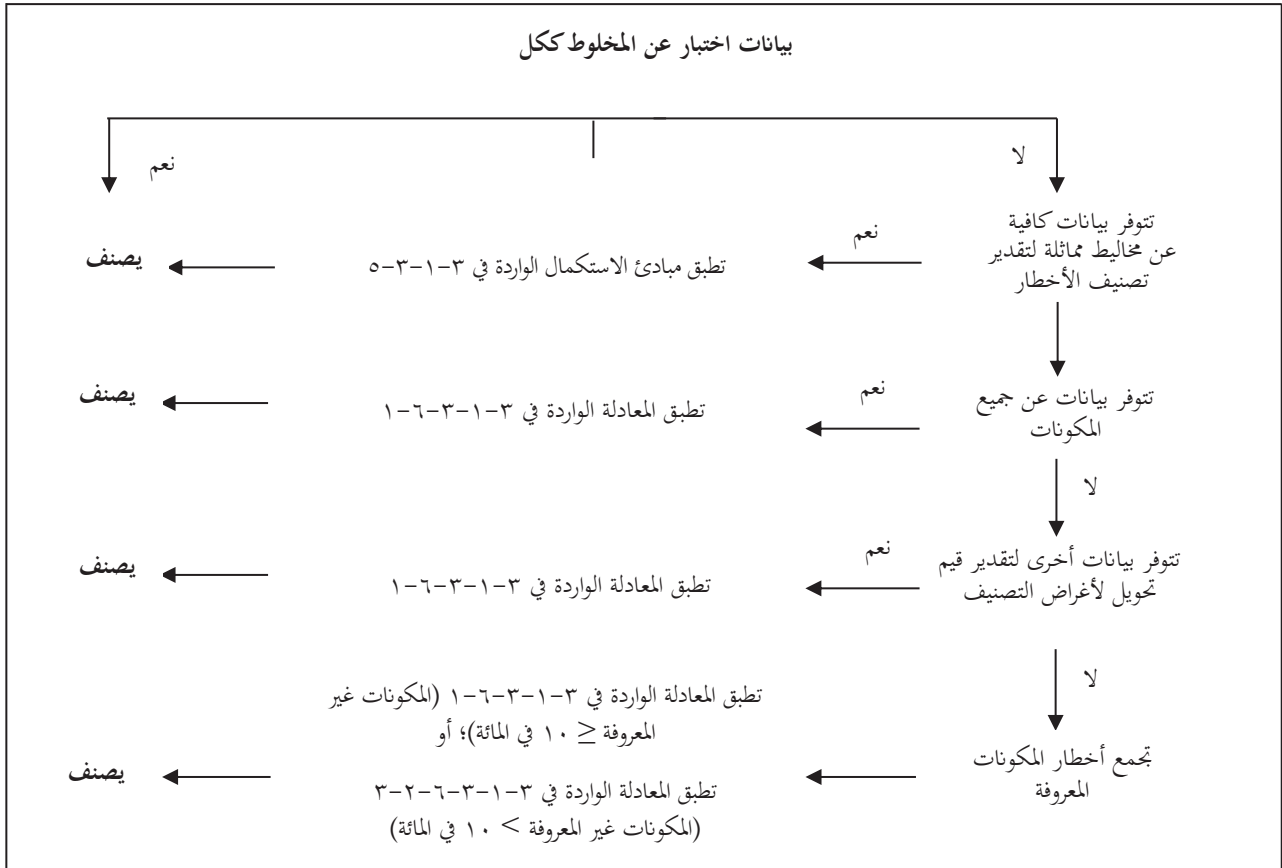 بيانات اختبار عن المخلوط ككل
لا
نعم
تتوفر بيانات كافية
عن مخاليط مماثلة لتقدير
تصنيف الأخطار
نعم
تطبق مبادئ الاستكمال الواردة في ٣-١-٣-٥
يصنف
تتوفر بيانات عن جميع
المكونات
نعم
تطبق المعادلة الواردة في ٣-١-٣-٦-١
يصنف
لا
تتوفر بيانات أخرى لتقدير قيم
تحويل لأغراض التصنيف
نعم
تطبق المعادلة الواردة في ٣-١-٣-٦-١
يصنف
لا
تجمع أخطار المكونات
المعروفة
تطبق المعادلة الواردة في ٣-١-٣-٦-١ (المكونات غير
المعروفة ≥ ١٠ في المائة)؛ أو
تطبق المعادلة الواردة في ٣-١-٣-٦-٢-٣
(المكونات غير المعروفة < ١٠ في المائة)
يصنف